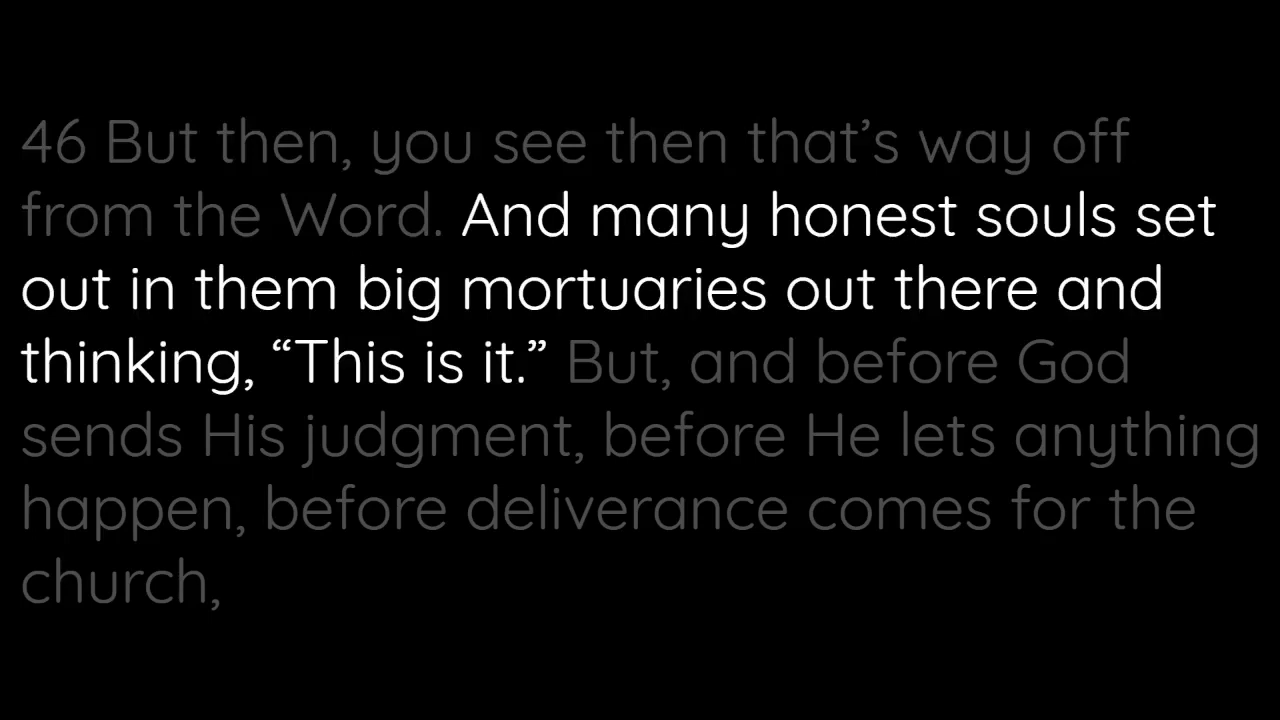 46 But then, you see then that’s way off
from the Word. And many honest souls set
out in them big mortuaries out there and
thinking, “This is it.” But, and before God
sends His judgment, before He lets anything
happen, before deliverance comes for the
church,